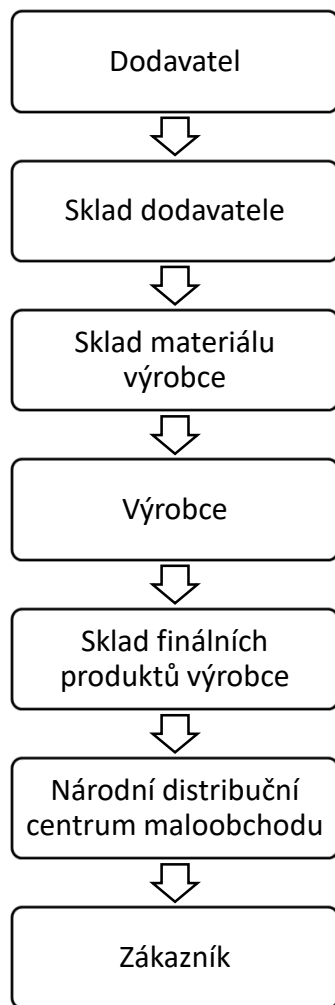 Dodavatel
Sklad dodavatele
Sklad materiálu
výrobce
Výrobce
Sklad finálních
produktů výrobce
Národní distribuční
centrum maloobchodu
Zákazník